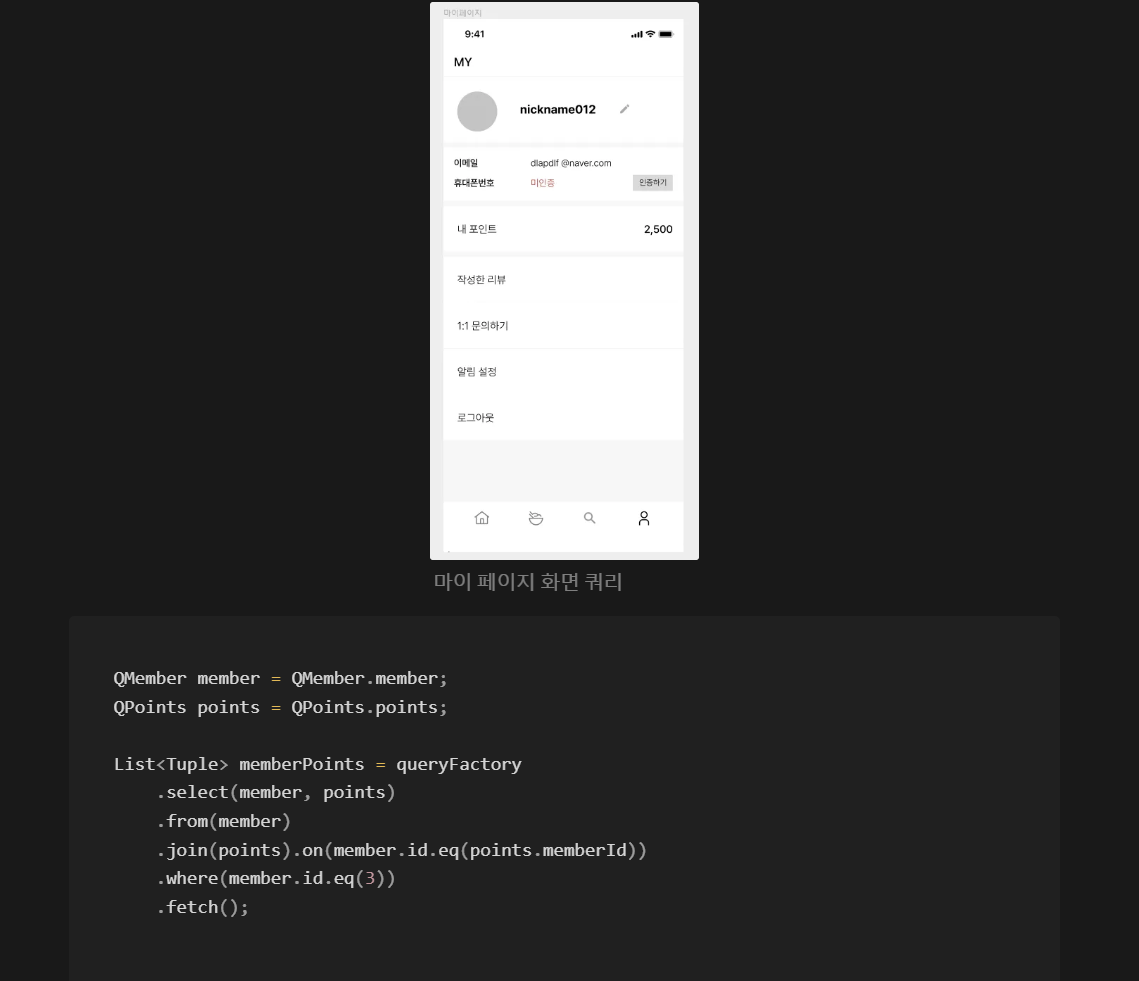 마이페이지
9:41
MY
nickname012
이메일 dlapdlf @naver.com
휴대폰번호 미인증 인증하기
내 포인트 2,500
작성한 리뷰
1:1 문의하기
알림 설정
로그아웃
마이 페이지 화면 쿼리
QMember member = QMember.member;
QPoints points = QPoints.points;
List<Tuple> memberPoints = queryFactory
.select(member, points)
.from(member)
.join(points).on(member.id.eq(points.memberId))
.where(member.id.eq(3))
.fetch();